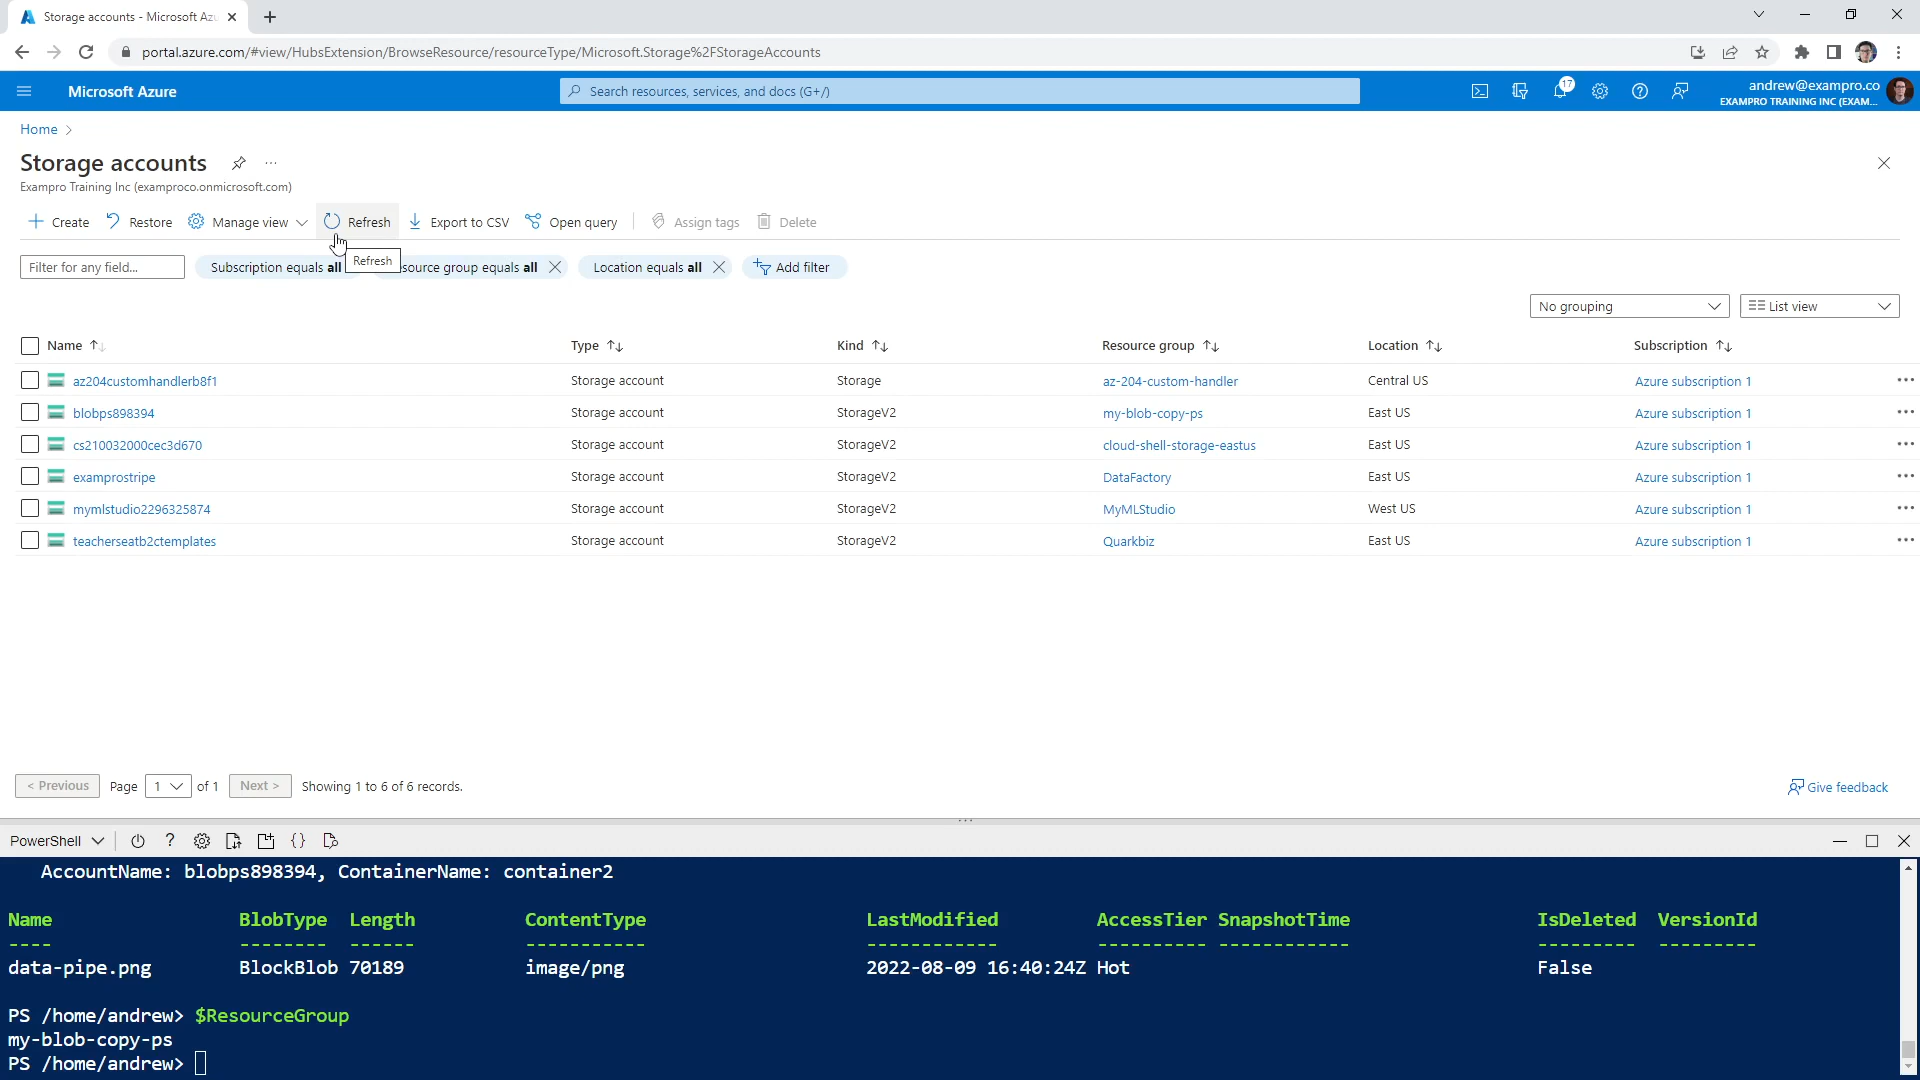 Storage accounts - Microsoft Az
portal.azure.com/#view/HubsExtension/BrowseResource/resourceType/Microsoft.Storage%2FStorageAccounts
Microsoft Azure
Search resources, services, and docs (G+/)
17
andrew@exampro.co
EXAMPRO TRAINING INC (EXAM...
Home
Storage accounts
Exampro Training Inc (examproco.onmicrosoft.com)
Create Restore Manage view Refresh Export to CSV Open query Assign tags Delete
Refresh
Filter for any field... Subscription equals all source group equals all Location equals all Add filter
No grouping List view
Name Type Kind Resource group Location Subscription
az204customhandlerb8f1 Storage account Storage az-204-custom-handler Central US Azure subscription 1
blobps898394 Storage account StorageV2 my-blob-copy-ps East US Azure subscription 1
cs210032000cec3d670 Storage account StorageV2 cloud-shell-storage-eastus East US Azure subscription 1
examprostripe Storage account StorageV2 DataFactory East US Azure subscription 1
mymlstudio2296325874 Storage account StorageV2 MyMLStudio West US Azure subscription 1
teacherseatb2ctemplates Storage account StorageV2 Quarkbiz East US Azure subscription 1
< Previous Page 1 of 1 Next > Showing 1 to 6 of 6 records. Give feedback
PowerShell ? {}
AccountName: blobps898394, ContainerName: container2
Name BlobType Length ContentType LastModified AccessTier SnapshotTime IsDeleted VersionId
---- -------- ------ ----------- ------------ ---------- ------------ --------- ---------
data-pipe.png BlockBlob 70189 image/png 2022-08-09 16:40:24Z Hot False
PS /home/andrew> $ResourceGroup
my-blob-copy-ps
PS /home/andrew>